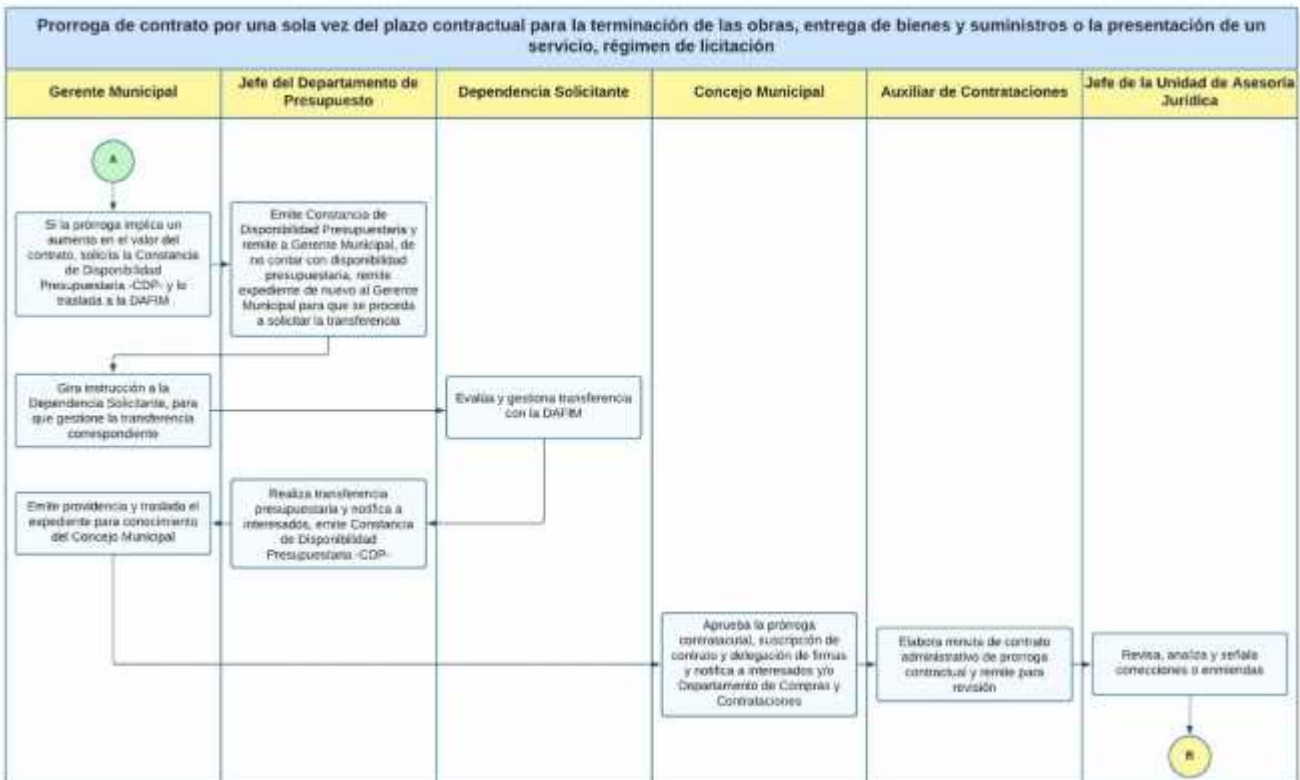 Prorroga de contrato por una sola vez del plazo contractual para la terminación de las obras, entrega de bienes y suministros o la presentación de un
servicio, régimen de licitación
Gerente Municipal
Jefe del Departamento de
Presupuesto
Dependencia Solicitante
Concejo Municipal
Auxiliar de Contrataciones
Jefe de la Unidad de Asesoría
Jurídica
A
Si la prórroga implica un
aumento en el valor del
contrato, solicita la Constancia
de Disponibilidad
Presupuestaria -CDP- y lo
traslada a la DAFIM
Emite Constancia de
Disponibilidad Presupuestaria y
remite a Gerente Municipal, de
no contar con disponibilidad
presupuestaria, remite
expediente de nuevo al Gerente
Municipal para que se proceda
a solicitar la transferencia
Gira instrucción a la
Dependencia Solicitante, para
que gestione la transferencia
correspondiente
Evalúa y gestiona transferencia
con la DAFIM
Emite providencia y traslada el
expediente para conocimiento
del Concejo Municipal
Realiza transferencia
presupuestaria y notifica a
interesados, emite Constancia
de Disponibilidad
Presupuestaria -CDP-
Aprueba la prórroga
contratacutal, suscripción de
contrato y delegación de firmas
y notifica a interesados y/o
Departamento de Compras y
Contrataciones
Elabora minuta de contrato
administrativo de prorroga
contractual y remite para
revisión
Revisa, analiza y señala
correcciones o enmiendas
B